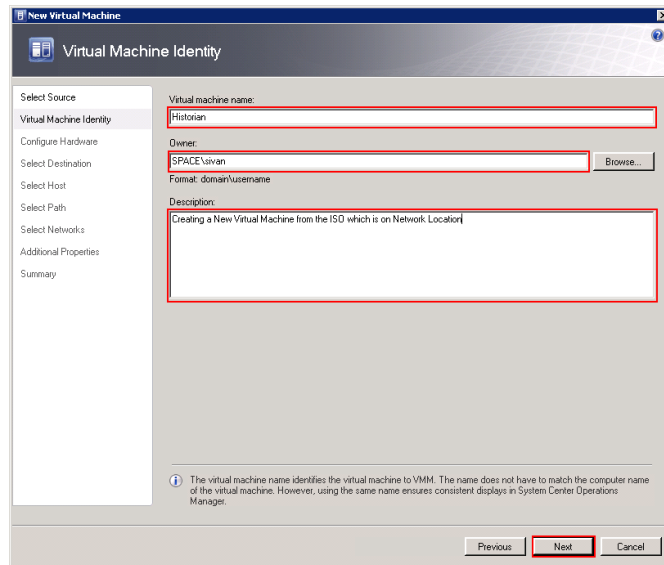 New Virtual Machine
Virtual Machine Identity
Select Source
Virtual Machine Identity
Configure Hardware
Select Destination
Select Host
Select Path
Select Networks
Additional Properties
Summary
Virtual machine name:
Historian
Owner:
SPACE\sivan
Browse...
Format: domain\username
Description:
Creating a New Virtual Machine from the ISO which is on Network Location
The virtual machine name identifies the virtual machine to VMM. The name does not have to match the computer name
of the virtual machine. However, using the same name ensures consistent displays in System Center Operations
Manager.
Previous
Next
Cancel